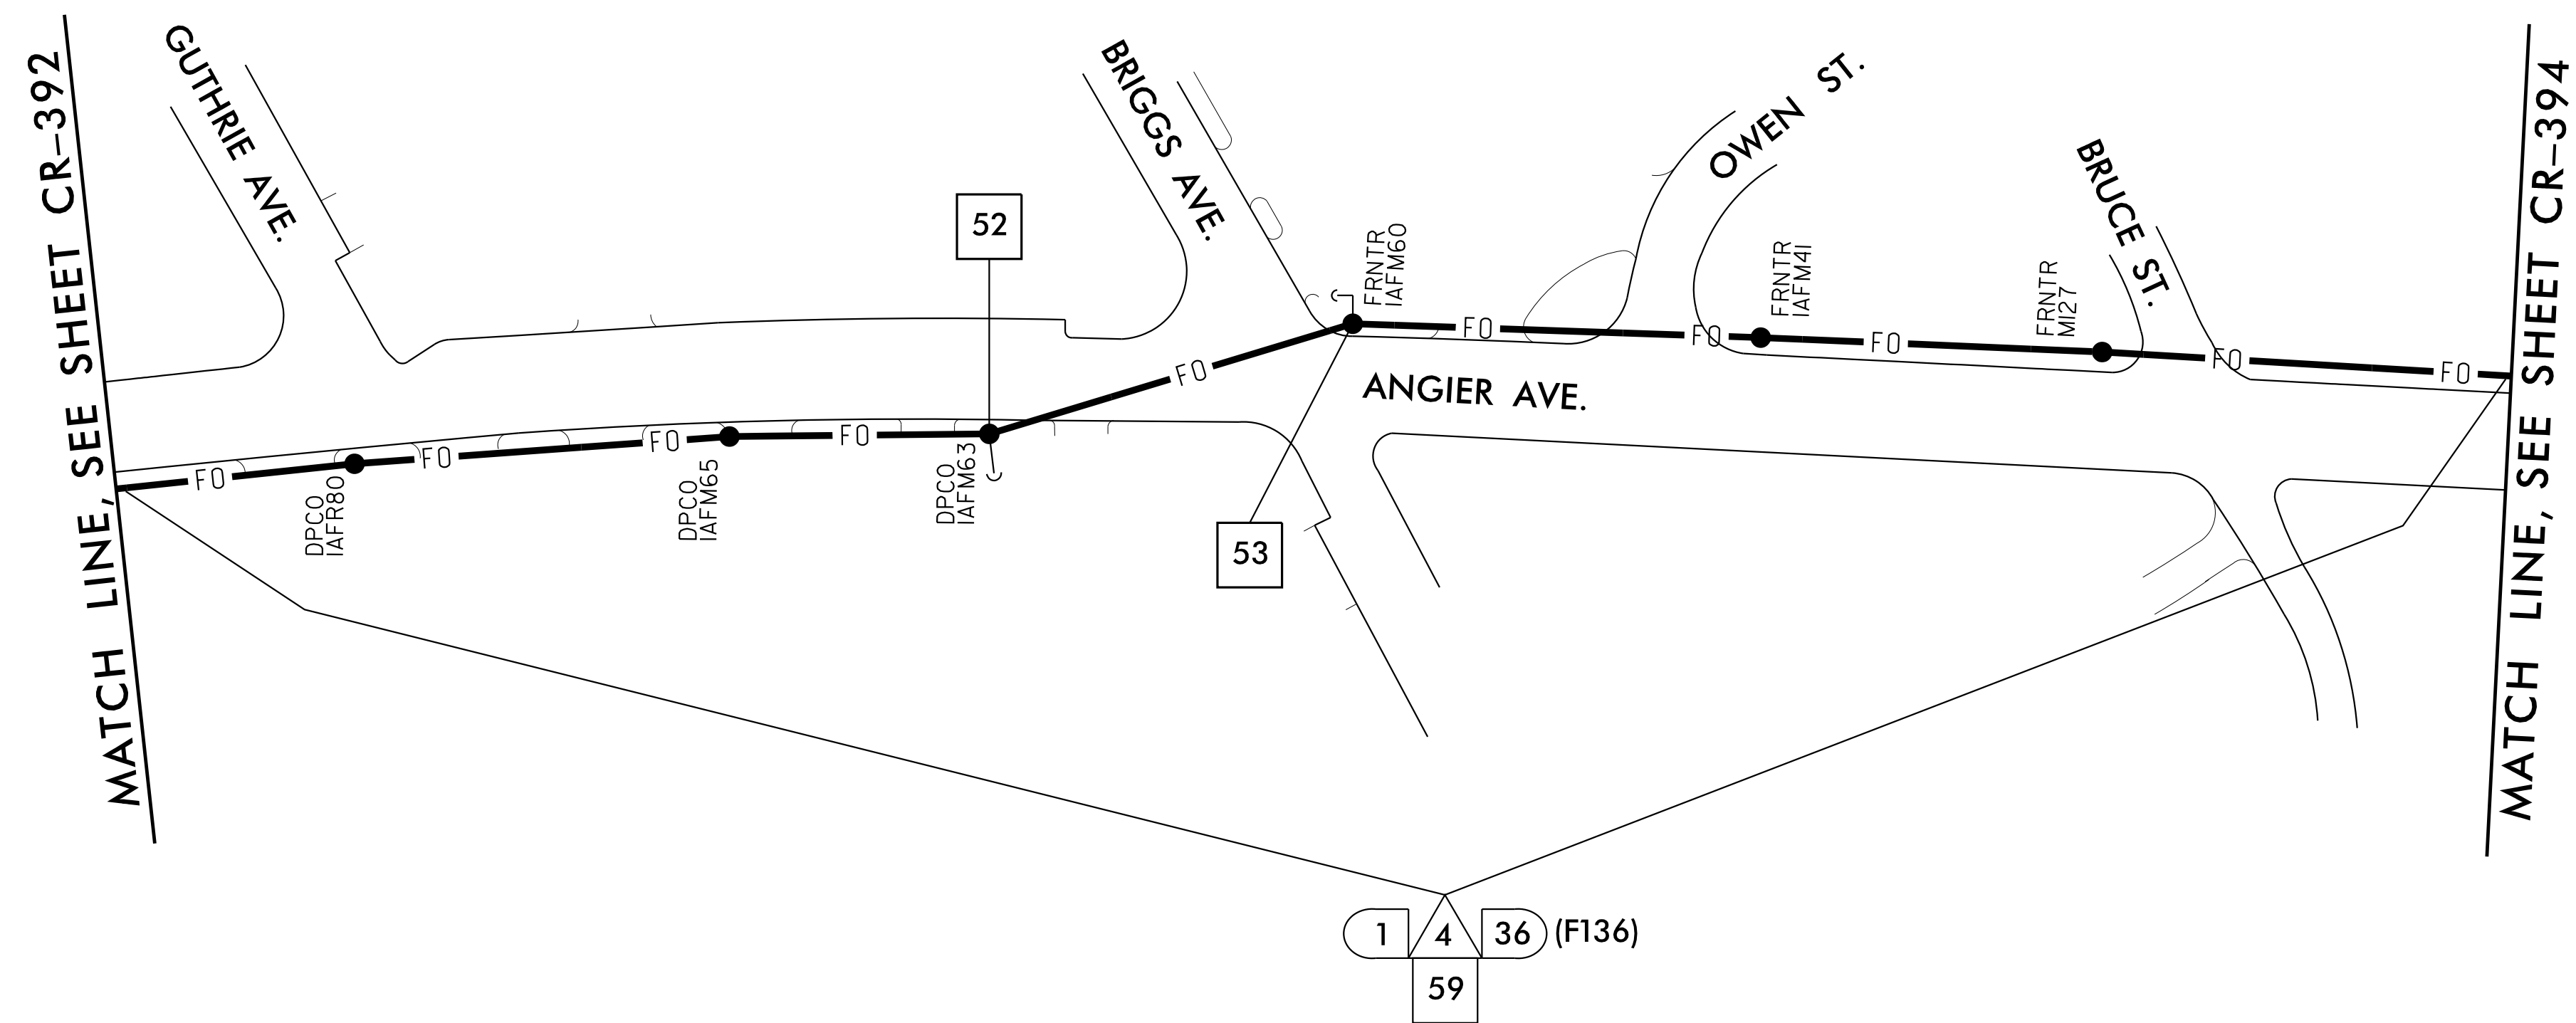 MATCH LINE, SEE SHEET CR-392
GUTHRIE AVE.
BRIGGS AVE.
OWEN ST.
BRUCE ST.
MATCH LINE, SEE SHEET CR-394
52
FRNTR
IAFM60
FRNTR
IAFM41
FRNTR
MI27
FO
FO
FO
FO
FO
FO
ANGIER AVE.
FO
FO
FO
FO
DPCO
IAFR80
DPCO
IAFM65
DPCO
IAFM63
53
1 4 36 (F136)
59